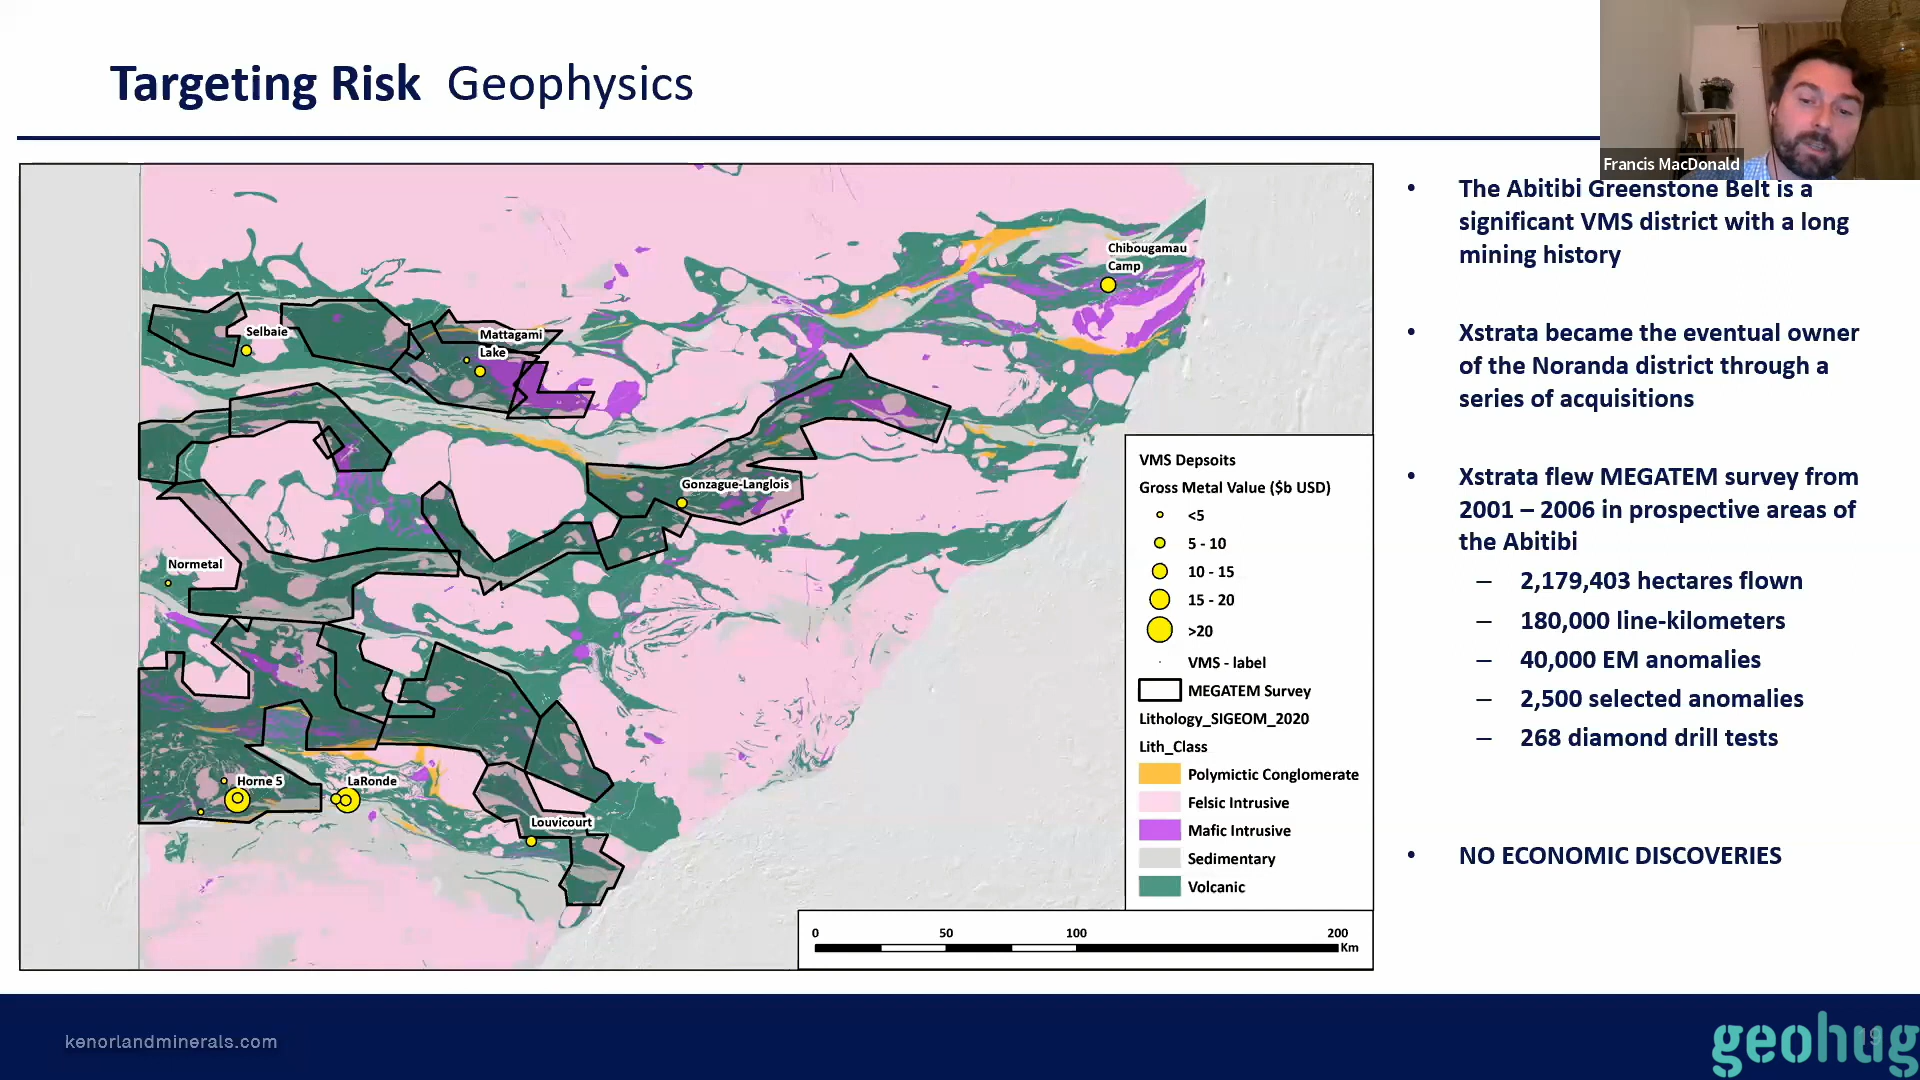 Targeting Risk Geophysics
Francis MacDonald
Selbaie
Mattagami
Lake
Chibougamau
Camp
Gonzague-Langlois
Normetal
Horne 5
LaRonde
Louvicourt
VMS Depsoits
Gross Metal Value ($b USD)
<5
5 - 10
10 - 15
15 - 20
>20
VMS - label
MEGATEM Survey
Lithology_SIGEOM_2020
Lith_Class
Polymictic Conglomerate
Felsic Intrusive
Mafic Intrusive
Sedimentary
Volcanic
0 50 100 200
Km
• The Abitibi Greenstone Belt is a
significant VMS district with a long
mining history
• Xstrata became the eventual owner
of the Noranda district through a
series of acquisitions
• Xstrata flew MEGATEM survey from
2001 – 2006 in prospective areas of
the Abitibi
– 2,179,403 hectares flown
– 180,000 line-kilometers
– 40,000 EM anomalies
– 2,500 selected anomalies
– 268 diamond drill tests
• NO ECONOMIC DISCOVERIES
kenorlandminerals.com
geohug
19